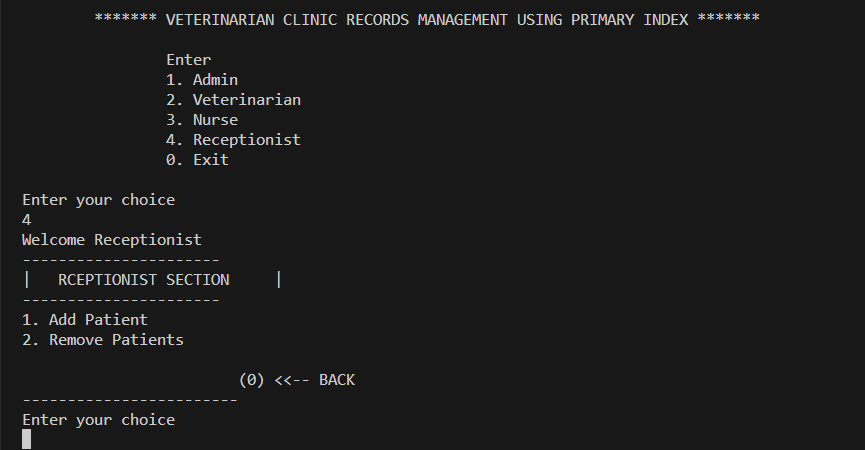 ******* VETERINARIAN CLINIC RECORDS MANAGEMENT USING PRIMARY INDEX *******
Enter
1. Admin
2. Veterinarian
3. Nurse
4. Receptionist
0. Exit
Enter your choice
4
Welcome Receptionist
----------------------
|   RCEPTIONIST SECTION     |
----------------------
1. Add Patient
2. Remove Patients
(0) <<-- BACK
------------------------
Enter your choice